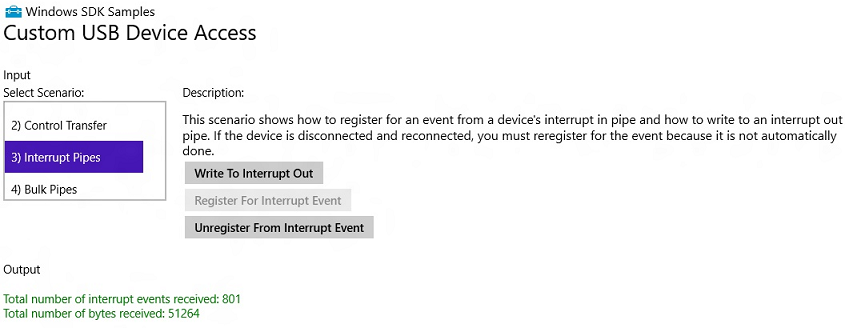 Windows SDK Samples
Custom USB Device Access
Input
Select Scenario:
2) Control Transfer
3) Interrupt Pipes
4) Bulk Pipes
Description:
This scenario shows how to register for an event from a device's interrupt in pipe and how to write to an interrupt out
pipe. If the device is disconnected and reconnected, you must reregister for the event because it is not automatically
done.
Write To Interrupt Out
Register For Interrupt Event
Unregister From Interrupt Event
Output
Total number of interrupt events received: 801
Total number of bytes received: 51264